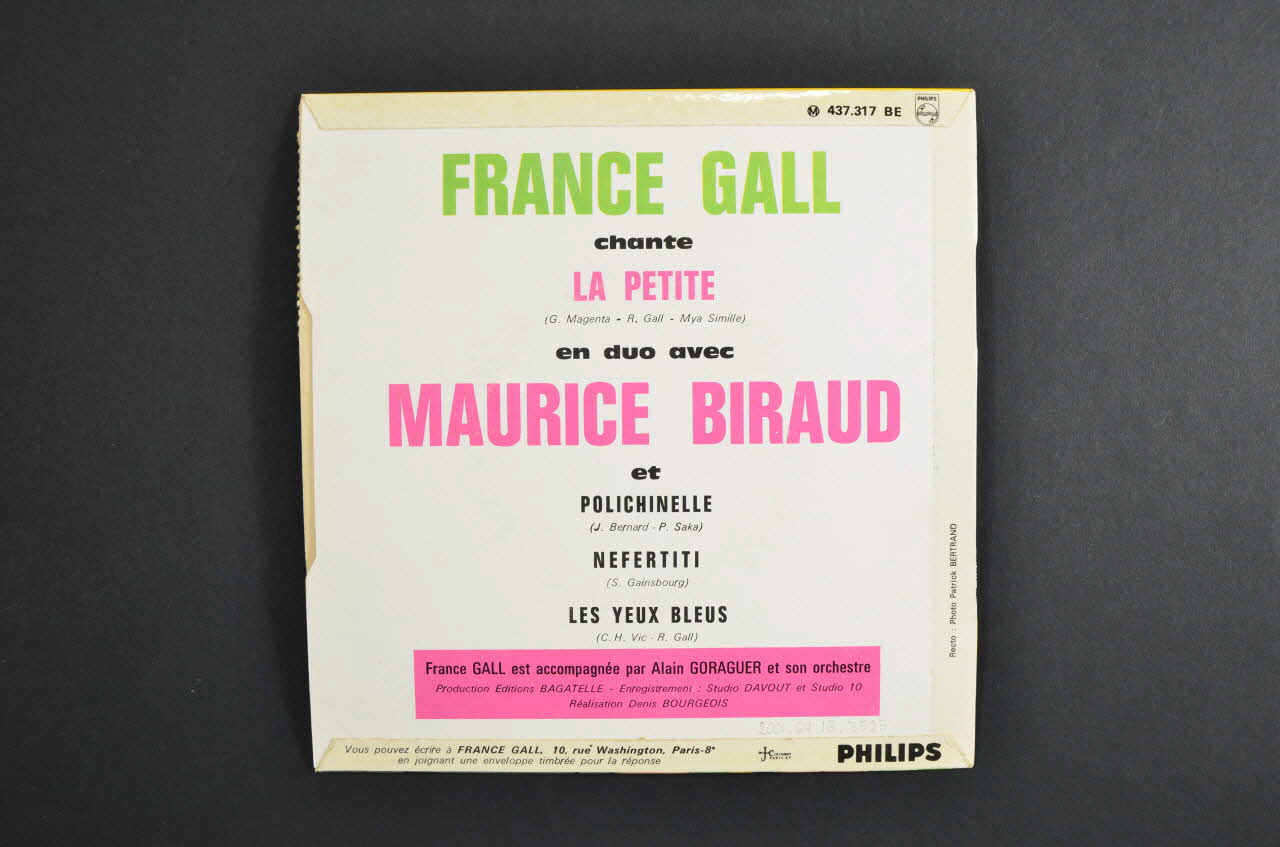 Ⓜ 437.317 BE PHILIPS
FRANCE GALL
chante
LA PETITE
(G. Magenta - R. Gall - Mya Simille)
en duo avec
MAURICE BIRAUD
et
POLICHINELLE
(J. Bernard - P. Saka)
NEFERTITI
(S. Gainsbourg)
LES YEUX BLEUS
(C. H. Vic - R. Gall)
France GALL est accompagnée par Alain GORAGUER et son orchestre
Production Editions BAGATELLE - Enregistrement : Studio DAVOUT et Studio 10
Réalisation Denis BOURGEOIS
Recto : Photo Patrick BERTRAND
Vous pouvez écrire à FRANCE GALL, 10, rue Washington, Paris-8e
en joignant une enveloppe timbrée pour la réponse
PHILIPS